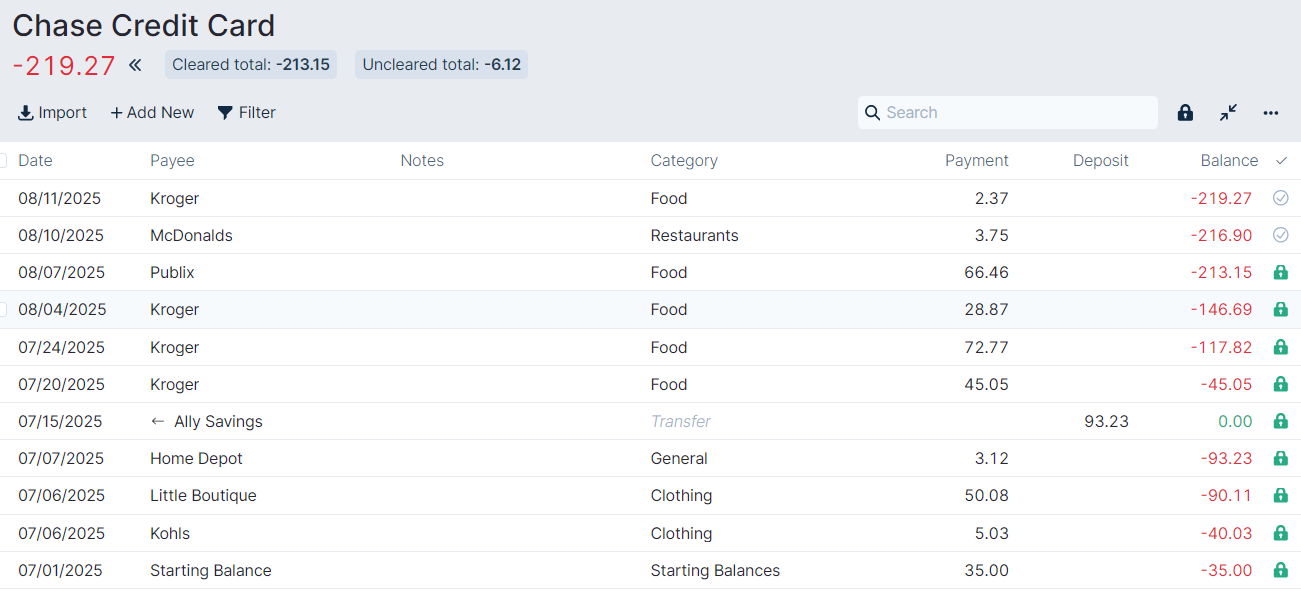 Chase Credit Card
-219.27 Cleared total: -213.15 Uncleared total: -6.12
Import + Add New Filter Search
Date Payee Notes Category Payment Deposit Balance
08/11/2025 Kroger Food 2.37 -219.27
08/10/2025 McDonalds Restaurants 3.75 -216.90
08/07/2025 Publix Food 66.46 -213.15
08/04/2025 Kroger Food 28.87 -146.69
07/24/2025 Kroger Food 72.77 -117.82
07/20/2025 Kroger Food 45.05 -45.05
07/15/2025 ← Ally Savings Transfer 93.23 0.00
07/07/2025 Home Depot General 3.12 -93.23
07/06/2025 Little Boutique Clothing 50.08 -90.11
07/06/2025 Kohls Clothing 5.03 -40.03
07/01/2025 Starting Balance Starting Balances 35.00 -35.00